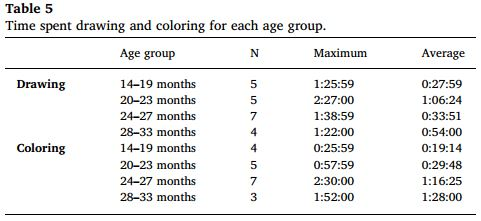 Table 5
Time spent drawing and coloring for each age group.
Age group N Maximum Average
Drawing 14–19 months 5 1:25:59 0:27:59
20–23 months 5 2:27:00 1:06:24
24–27 months 7 1:38:59 0:33:51
28–33 months 4 1:22:00 0:54:00
Coloring 14–19 months 4 0:25:59 0:19:14
20–23 months 5 0:57:59 0:29:48
24–27 months 7 2:30:00 1:16:25
28–33 months 3 1:52:00 1:28:00